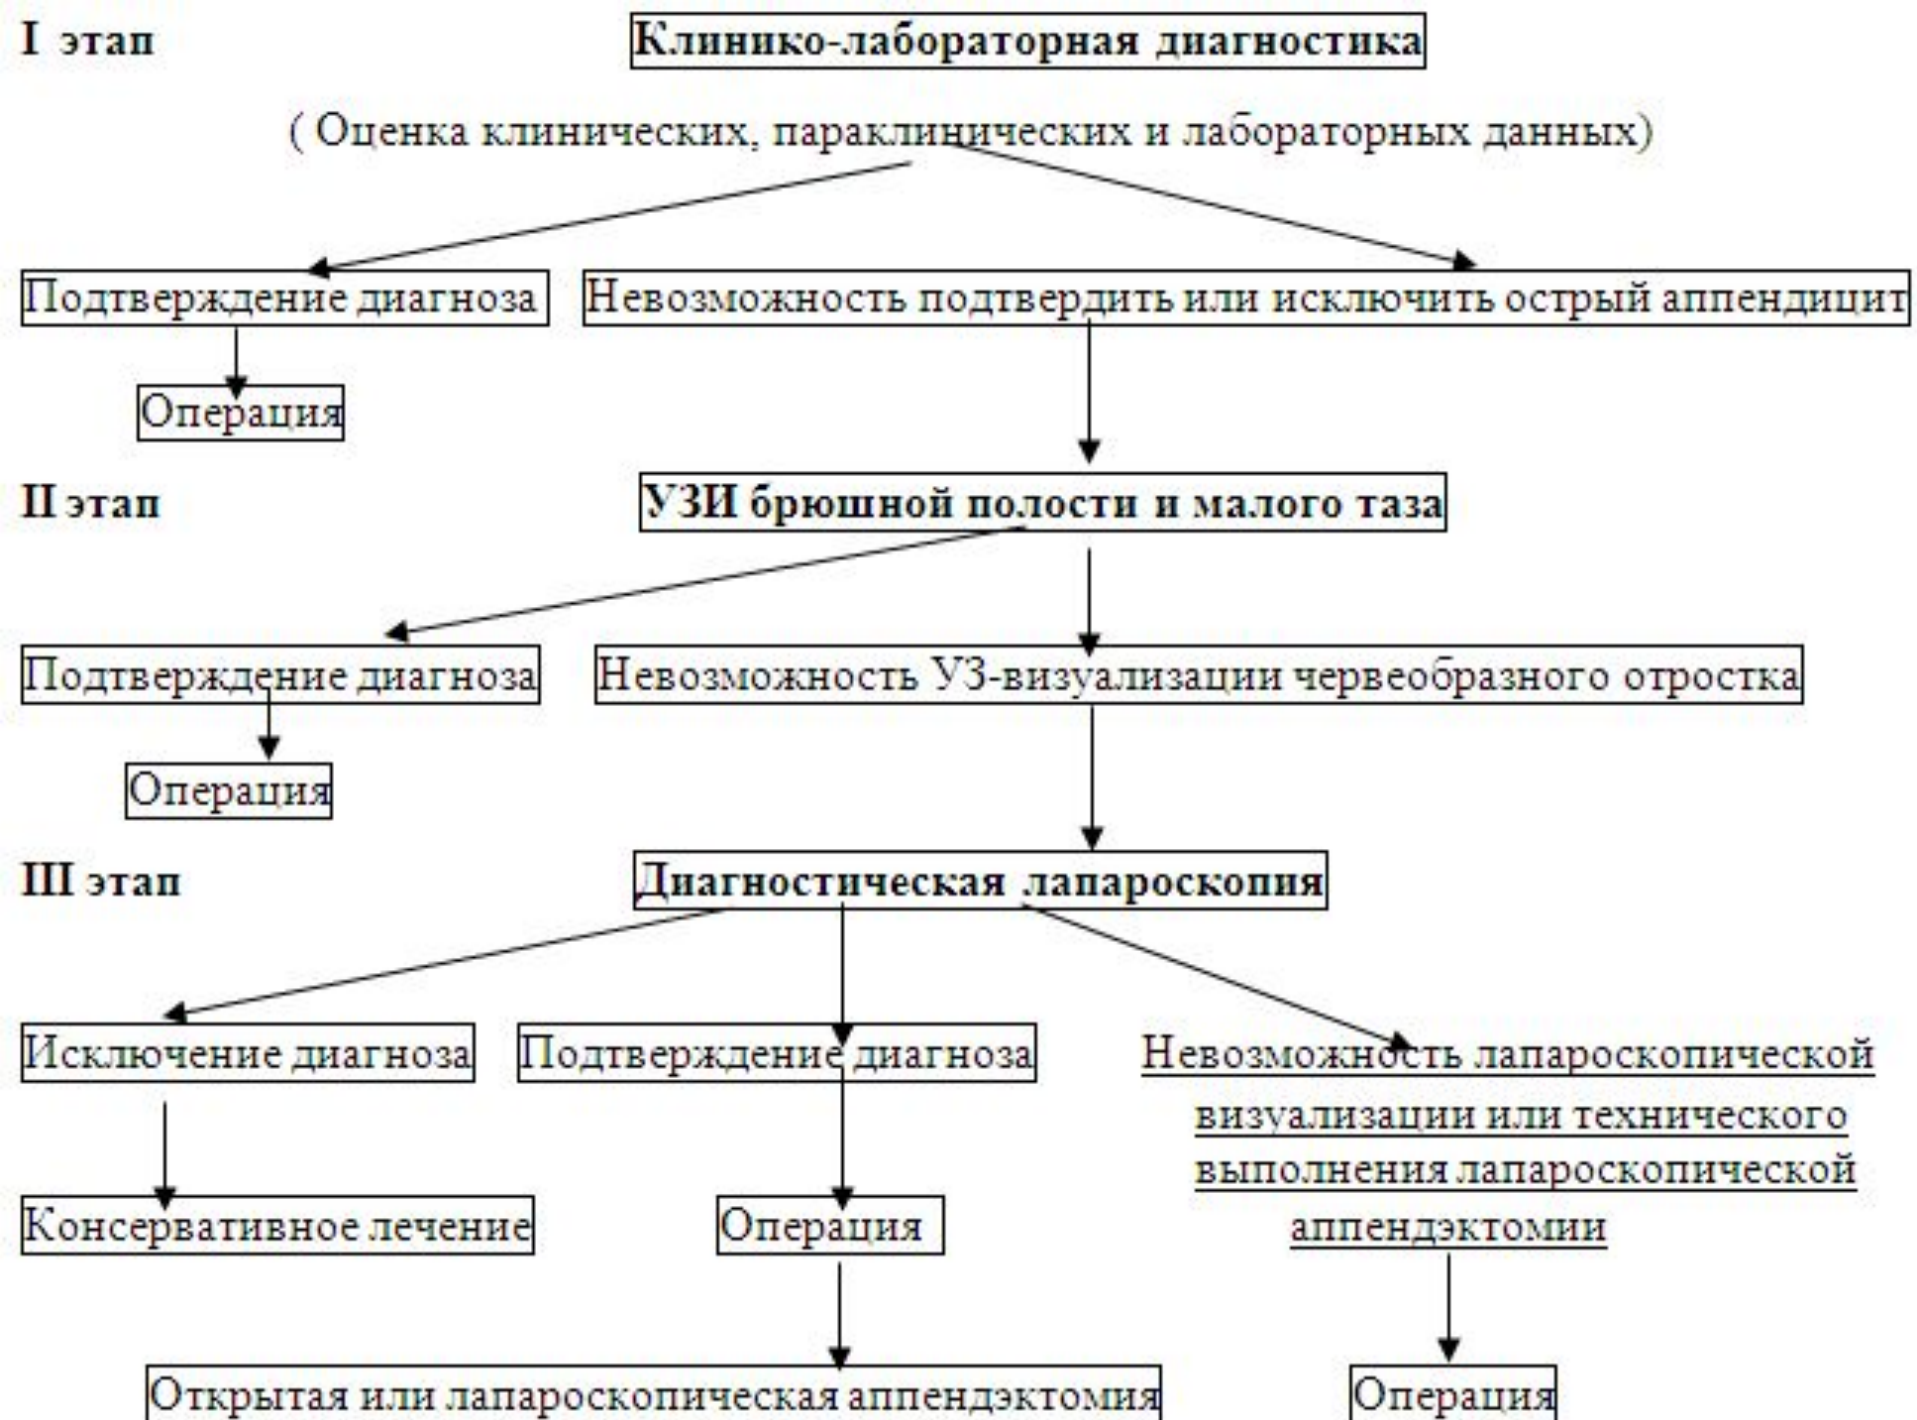 I этап
Клинико-лабораторная диагностика
( Оценка клинических, параклинических и лабораторных данных)
Подтверждение диагноза
Невозможность подтвердить или исключить острый аппендицит
Операция
II этап
УЗИ брюшной полости и малого таза
Подтверждение диагноза
Невозможность УЗ-визуализации червеобразного отростка
Операция
III этап
Диагностическая лапароскопия
Исключение диагноза
Подтверждение диагноза
Невозможность лапароскопической
визуализации или технического
выполнения лапароскопической
аппендэктомии
Консервативное лечение
Операция
Открытая или лапароскопическая аппендэктомия
Операция